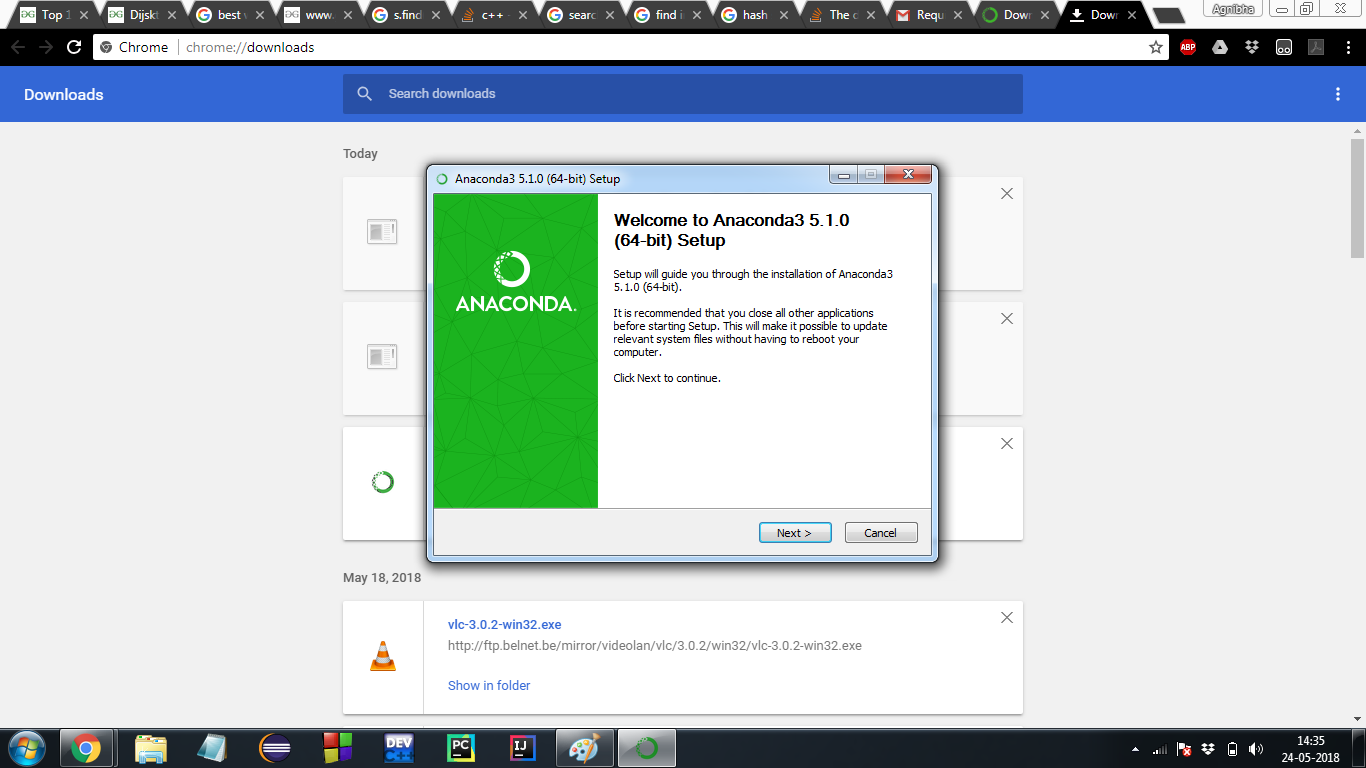 Top 1
Dijskt
best v
www.
s.find
c++ -
searc
find i
hash
The d
Requ
Down
Down
Agnibha
Chrome
chrome://downloads
ABP
Downloads
Search downloads
Today
Anaconda3 5.1.0 (64-bit) Setup
Welcome to Anaconda3 5.1.0
(64-bit) Setup
Setup will guide you through the installation of Anaconda3
5.1.0 (64-bit).
It is recommended that you close all other applications
before starting Setup. This will make it possible to update
relevant system files without having to reboot your
computer.
Click Next to continue.
ANACONDA.
Next >
Cancel
May 18, 2018
vlc-3.0.2-win32.exe
http://ftp.belnet.be/mirror/videolan/vlc/3.0.2/win32/vlc-3.0.2-win32.exe
Show in folder
DEV
C++
PC
IJ
14:35
24-05-2018